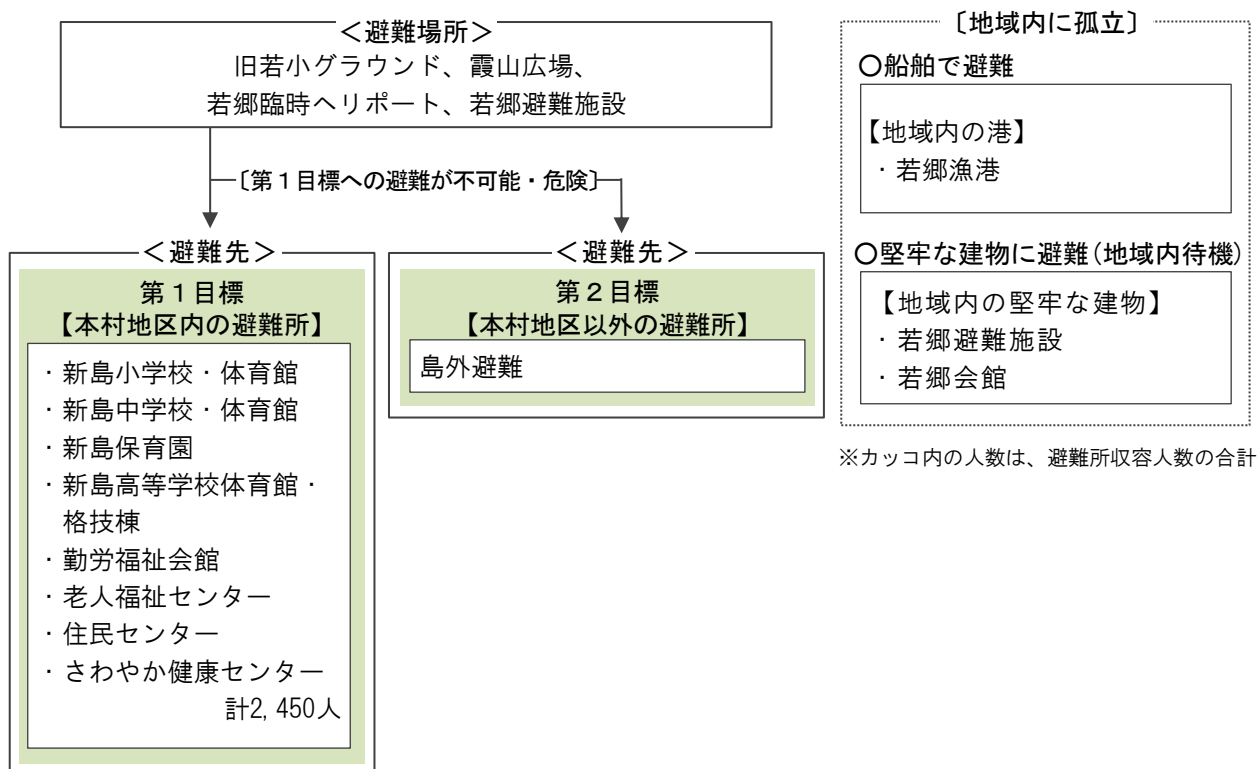 ＜避難場所＞
旧若小グラウンド、霞山広場、
若郷臨時ヘリポート、若郷避難施設
〔第１目標への避難が不可能・危険〕
＜避難先＞
第１目標
【本村地区内の避難所】
・新島小学校・体育館
・新島中学校・体育館
・新島保育園
・新島高等学校体育館・
格技棟
・勤労福祉会館
・老人福祉センター
・住民センター
・さわやか健康センター
計2,450人
＜避難先＞
第２目標
【本村地区以外の避難所】
島外避難
〔地域内に孤立〕
〇船舶で避難
【地域内の港】
・若郷漁港
〇堅牢な建物に避難(地域内待機)
【地域内の堅牢な建物】
・若郷避難施設
・若郷会館
※カッコ内の人数は、避難所収容人数の合計